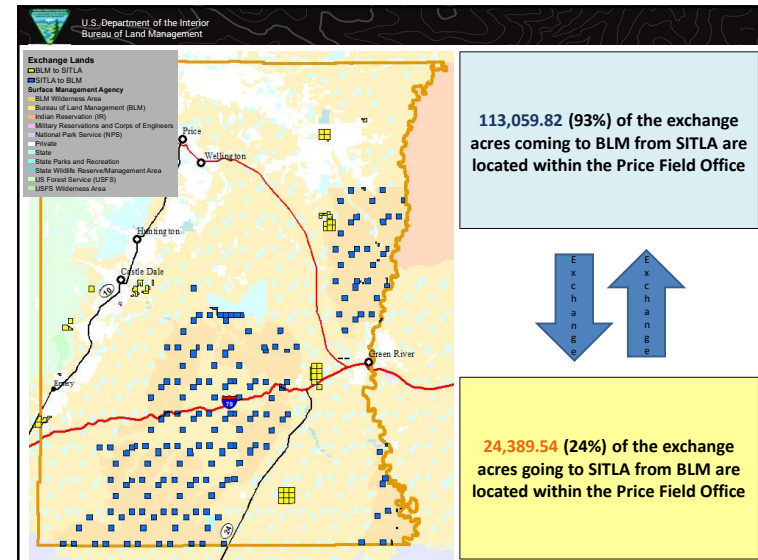 U.S. Department of the Interior
Bureau of Land Management
Exchange Lands
BLM to SITLA
SITLA to BLM
Surface Management Agency
BLM Wilderness Area
Bureau of Land Management (BLM)
Indian Reservation (IR)
Military Reservations and Corps of Engineers
National Park Service (NPS)
Private
State
State Parks and Recreation
State Wildlife Reserve/Management Area
US Forest Service (USFS)
USFS Wilderness Area
Price
Wellington
Huntington
Castle Dale
10
Green River
Emery
70
24
113,059.82 (93%) of the exchange
acres coming to BLM from SITLA are
located within the Price Field Office
Exchange
Exchange
24,389.54 (24%) of the exchange
acres going to SITLA from BLM are
located within the Price Field Office